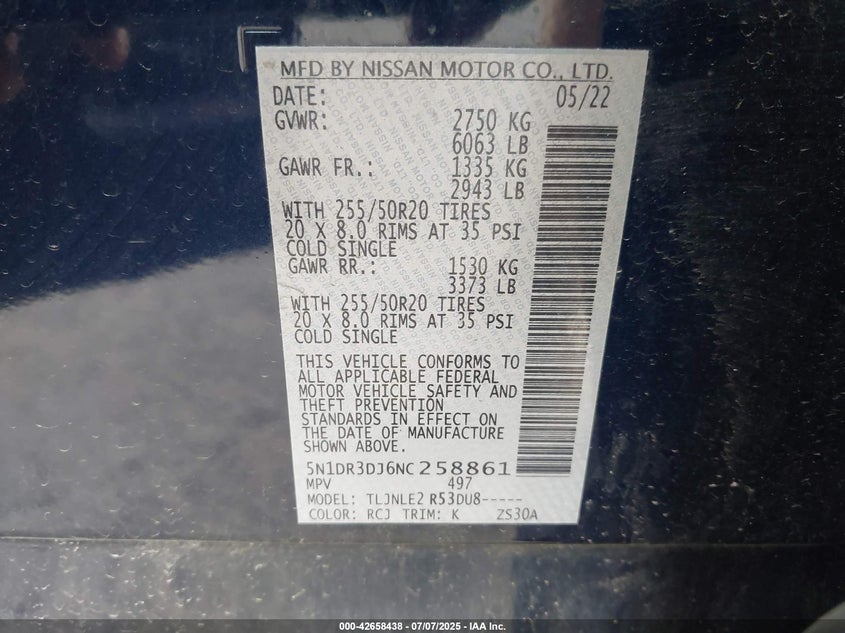 MFD BY NISSAN MOTOR CO., LTD.
DATE: 05/22
GVWR: 2750 KG
6063 LB
GAWR FR.: 1335 KG
2943 LB
WITH 255/50R20 TIRES
20 X 8.0 RIMS AT 35 PSI
COLD SINGLE
GAWR RR.: 1530 KG
3373 LB
WITH 255/50R20 TIRES
20 X 8.0 RIMS AT 35 PSI
COLD SINGLE
THIS VEHICLE CONFORMS TO
ALL APPLICABLE FEDERAL
MOTOR VEHICLE SAFETY AND
THEFT PREVENTION
STANDARDS IN EFFECT ON
THE DATE OF MANUFACTURE
SHOWN ABOVE.
5N1DR3DJ6NC258861
MPV 497
MODEL: TLJNLE2 R53DU8-----
COLOR: RCJ TRIM: K ZS30A
000-42658438 - 07/07/2025 - IAA Inc.